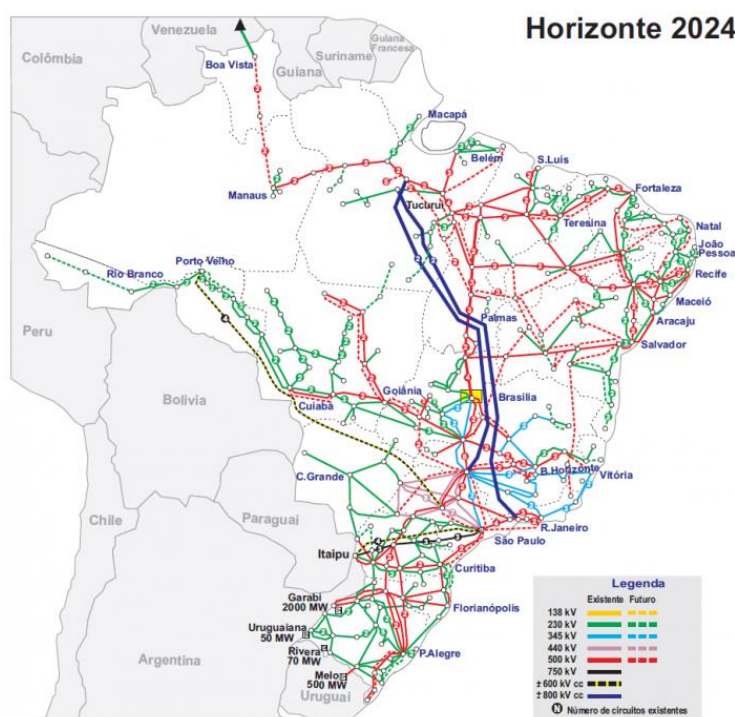 Horizonte 2024
Venezuela
Guiana
Francesa
Suriname
Colômbia
Guiana
Boa Vista
Macapá
Belém
S.Luís
Fortaleza
Manaus
Tucuruí
Teresina
Natal
João
Pessoa
Recife
Porto Velho
Rio Branco
Maceió
Palmas
Aracaju
Salvador
Peru
Goiânia
Brasília
Bolívia
Cuiabá
B.Horizonte
Vitória
C.Grande
Chile
Paraguai
R.Janeiro
São Paulo
Itaipu
Curitiba
Garabi
2000 MW
Florianópolis
Uruguaiana
50 MW
Rivera
70 MW
P.Alegre
Melo
500 MW
Argentina
Uruguai
Legenda
Existente Futuro
138 kV
230 kV
345 kV
440 kV
500 kV
750 kV
± 600 kV cc
± 800 kV cc
N Número de circuitos existentes